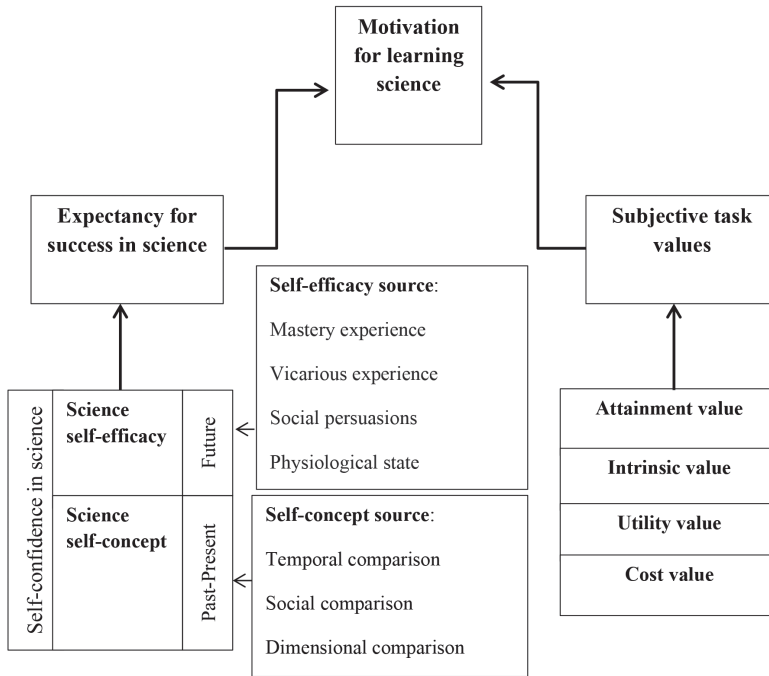 Motivation
for learning
science
Expectancy for
success in science
Subjective task
values
Self-efficacy source:
Mastery experience
Vicarious experience
Social persuasions
Physiological state
Self-confidence in science
Science
self-efficacy
Future
Science
self-concept
Past-Present
Self-concept source:
Temporal comparison
Social comparison
Dimensional comparison
Attainment value
Intrinsic value
Utility value
Cost value